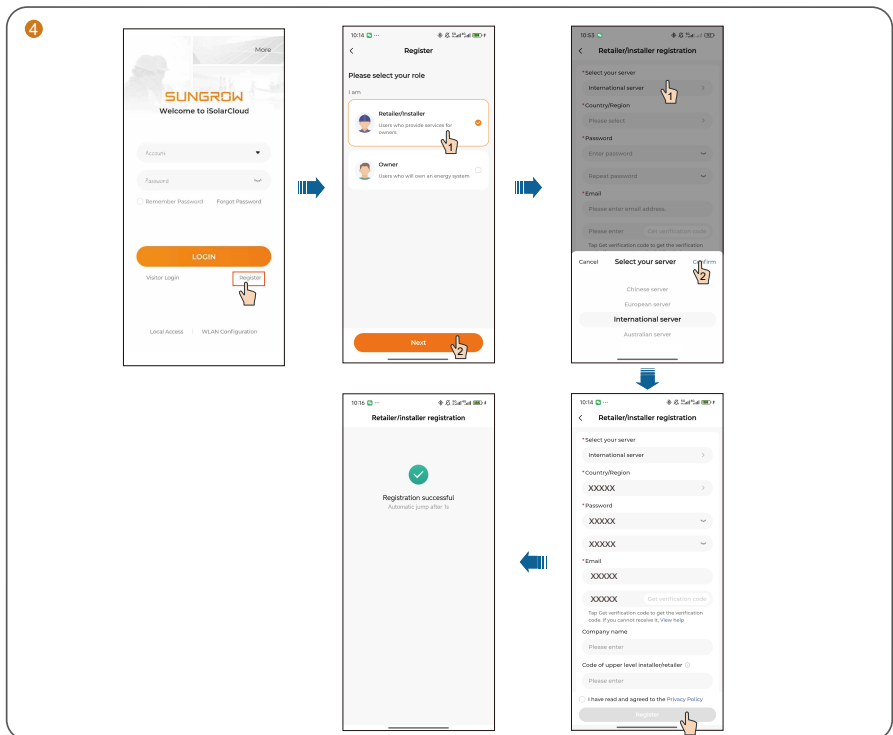 4
More
SUNGROW
Welcome to iSolarCloud
Account
Password
Remember Password Forgot Password
LOGIN
Visitor Login Register
Local Access WLAN Configuration
10:14
Register
Please select your role
I am
Retailer/Installer
Users who provide services for
owners
1
Owner
Users who will own an energy system
Next
2
10:53
Retailer/installer registration
*Select your server
International server
1
*Country/Region
Please select
*Password
Enter password
Repeat password
*Email
Please enter email address.
Please enter Get verification code
Tap Get verification code to get the verification
Cancel Select your server Confirm
2
Chinese server
European server
International server
Australian server
10:14
Retailer/installer registration
*Select your server
International server
*Country/Region
XXXXX
*Password
XXXXX
XXXXX
*Email
XXXXX
XXXXX Get verification code
Tap Get verification code to get the verification
code. If you cannot receive it, View help
Company name
Please enter
Code of upper level installer/retailer
Please enter
I have read and agreed to the Privacy Policy
Register
10:16
Retailer/installer registration
Registration successful
Automatic jump after 1s